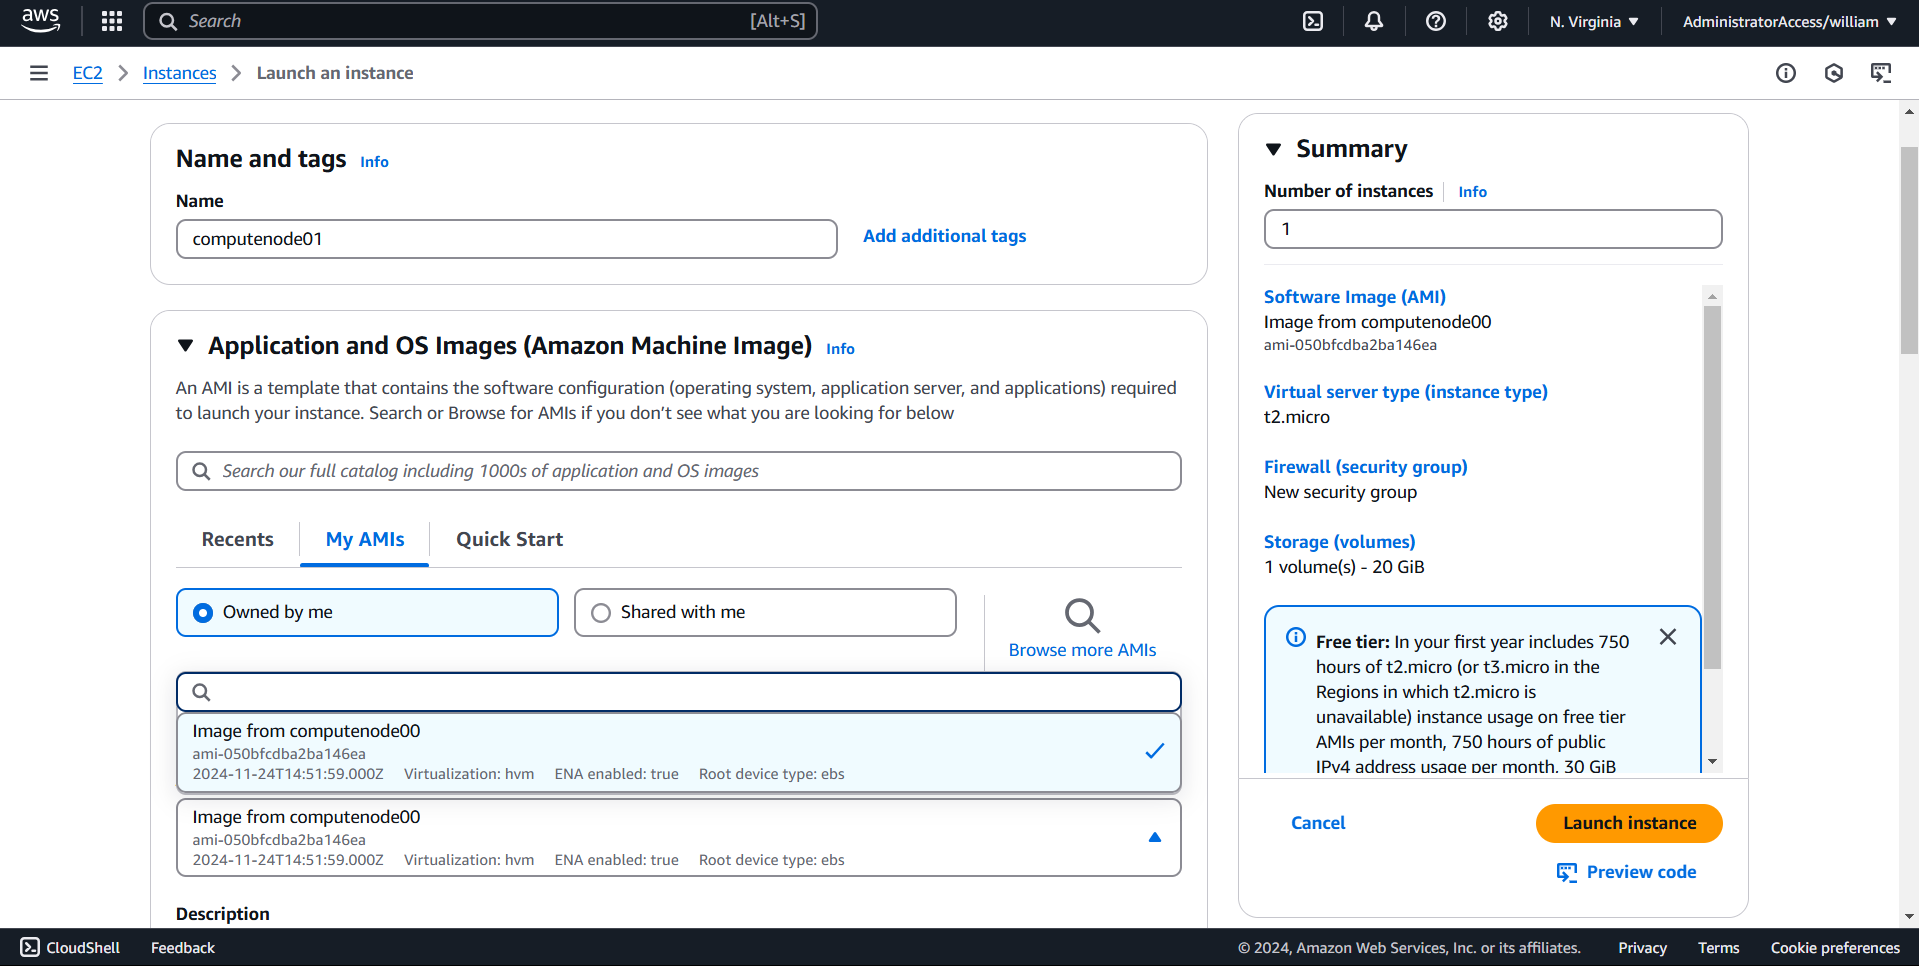 aws
Search
[Alt+S]
N. Virginia
AdministratorAccess/william
EC2
Instances
Launch an instance
Name and tags
Info
Name
computenode01
Add additional tags
Application and OS Images (Amazon Machine Image)
Info
An AMI is a template that contains the software configuration (operating system, application server, and applications) required
to launch your instance. Search or Browse for AMIs if you don’t see what you are looking for below
Search our full catalog including 1000s of application and OS images
Recents
My AMIs
Quick Start
Owned by me
Shared with me
Browse more AMIs
Image from computenode00
ami-050bfcdba2ba146ea
2024-11-24T14:51:59.000Z Virtualization: hvm ENA enabled: true Root device type: ebs
Image from computenode00
ami-050bfcdba2ba146ea
2024-11-24T14:51:59.000Z Virtualization: hvm ENA enabled: true Root device type: ebs
Description
Summary
Number of instances
Info
1
Software Image (AMI)
Image from computenode00
ami-050bfcdba2ba146ea
Virtual server type (instance type)
t2.micro
Firewall (security group)
New security group
Storage (volumes)
1 volume(s) - 20 GiB
Free tier: In your first year includes 750
hours of t2.micro (or t3.micro in the
Regions in which t2.micro is
unavailable) instance usage on free tier
AMIs per month, 750 hours of public
IPv4 address usage per month, 30 GiB
Cancel
Launch instance
Preview code
CloudShell
Feedback
© 2024, Amazon Web Services, Inc. or its affiliates.
Privacy
Terms
Cookie preferences